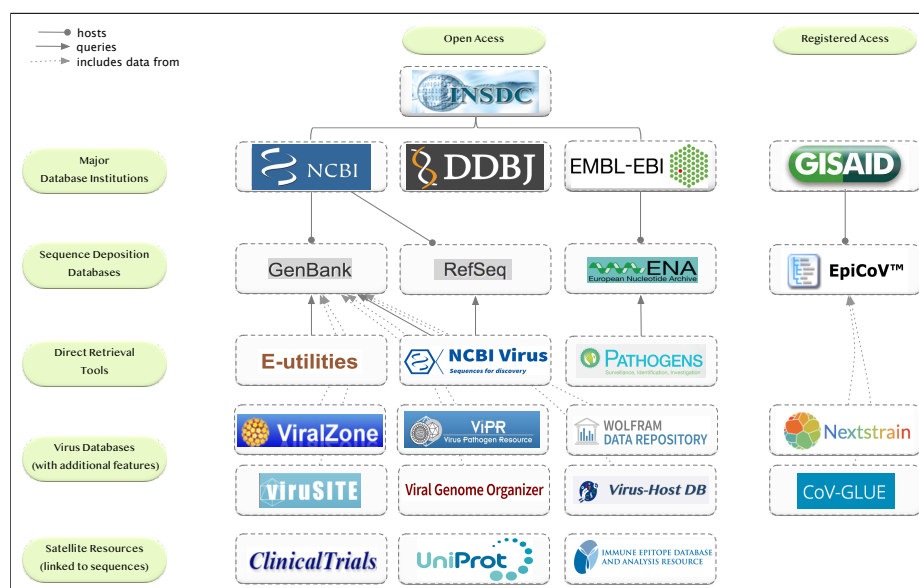 hosts
queries
includes data from
Open Acess
Registered Acess
INSDC
Major
Database Institutions
NCBI
DDBJ
EMBL-EBI
GISAID
Sequence Deposition
Databases
GenBank
RefSeq
ENA
European Nucleotide Archive
EpiCoV™
Direct Retrieval
Tools
E-utilities
NCBI Virus
Sequences for discovery
PATHOGENS
Surveillance, Identification, Investigation
Virus Databases
(with additional features)
ViralZone
ViPR
Virus Pathogen Resource
WOLFRAM
DATA REPOSITORY
Nextstrain
viruSITE
Viral Genome Organizer
Virus-Host DB
CoV-GLUE
Satellite Resources
(linked to sequences)
ClinicalTrials
UniProt
IMMUNE EPITOPE DATABASE
AND ANALYSIS RESOURCE